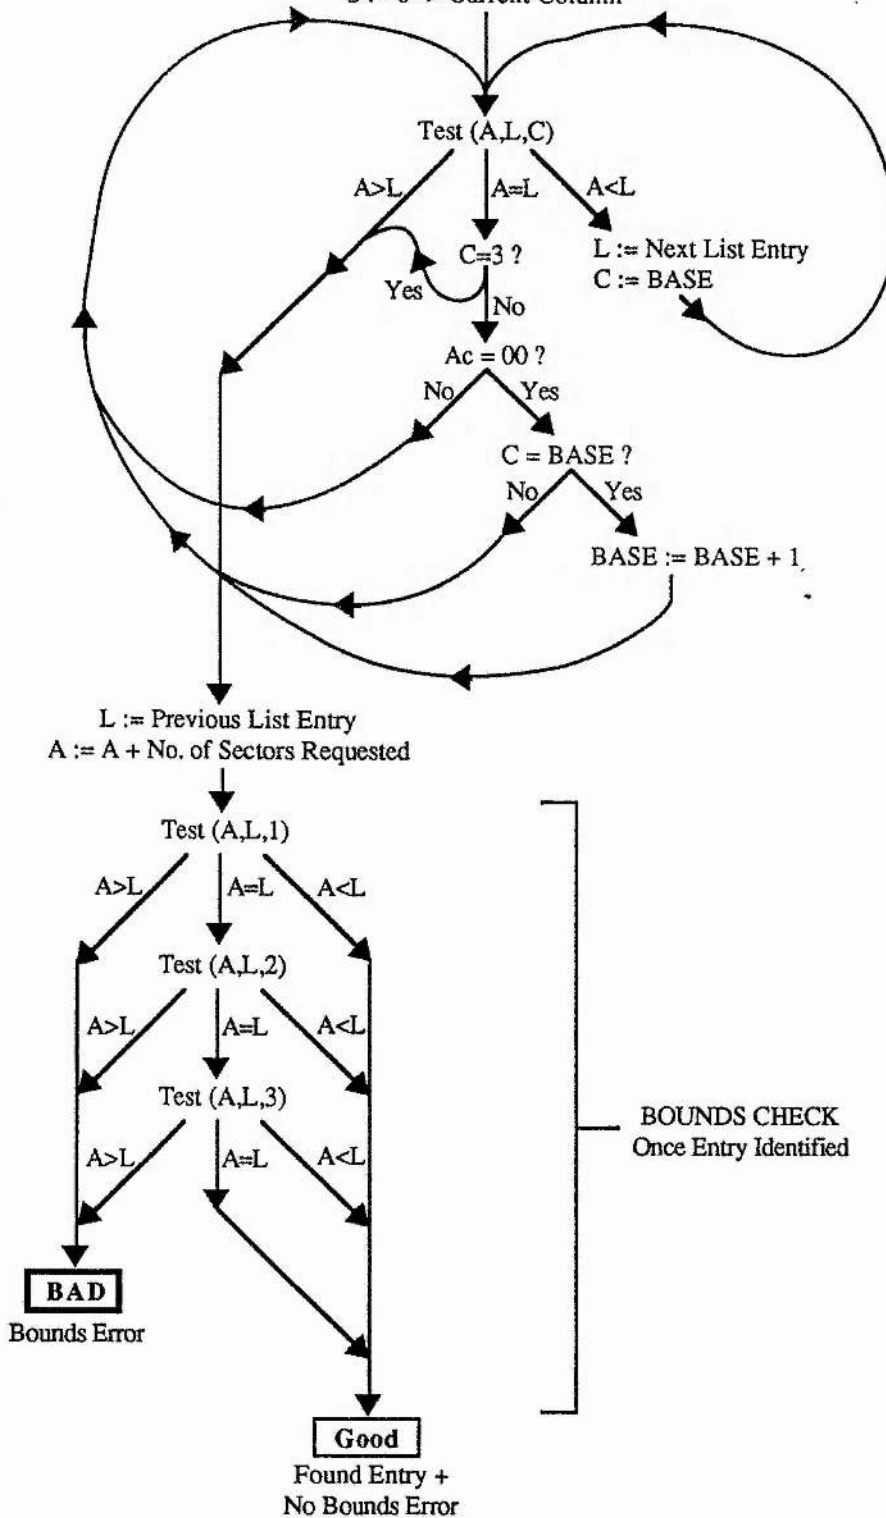 Current Column
Test (A,L,C)
A>L
A=L
A<L
C=3 ?
L := Next List Entry
C := BASE
Yes
No
Ac = 00 ?
No
Yes
C = BASE ?
No
Yes
BASE := BASE + 1
L := Previous List Entry
A := A + No. of Sectors Requested
Test (A,L,1)
A>L
A=L
A<L
Test (A,L,2)
A>L
A=L
A<L
Test (A,L,3)
A>L
A=L
A<L
BOUNDS CHECK
Once Entry Identified
BAD
Bounds Error
Good
Found Entry +
No Bounds Error